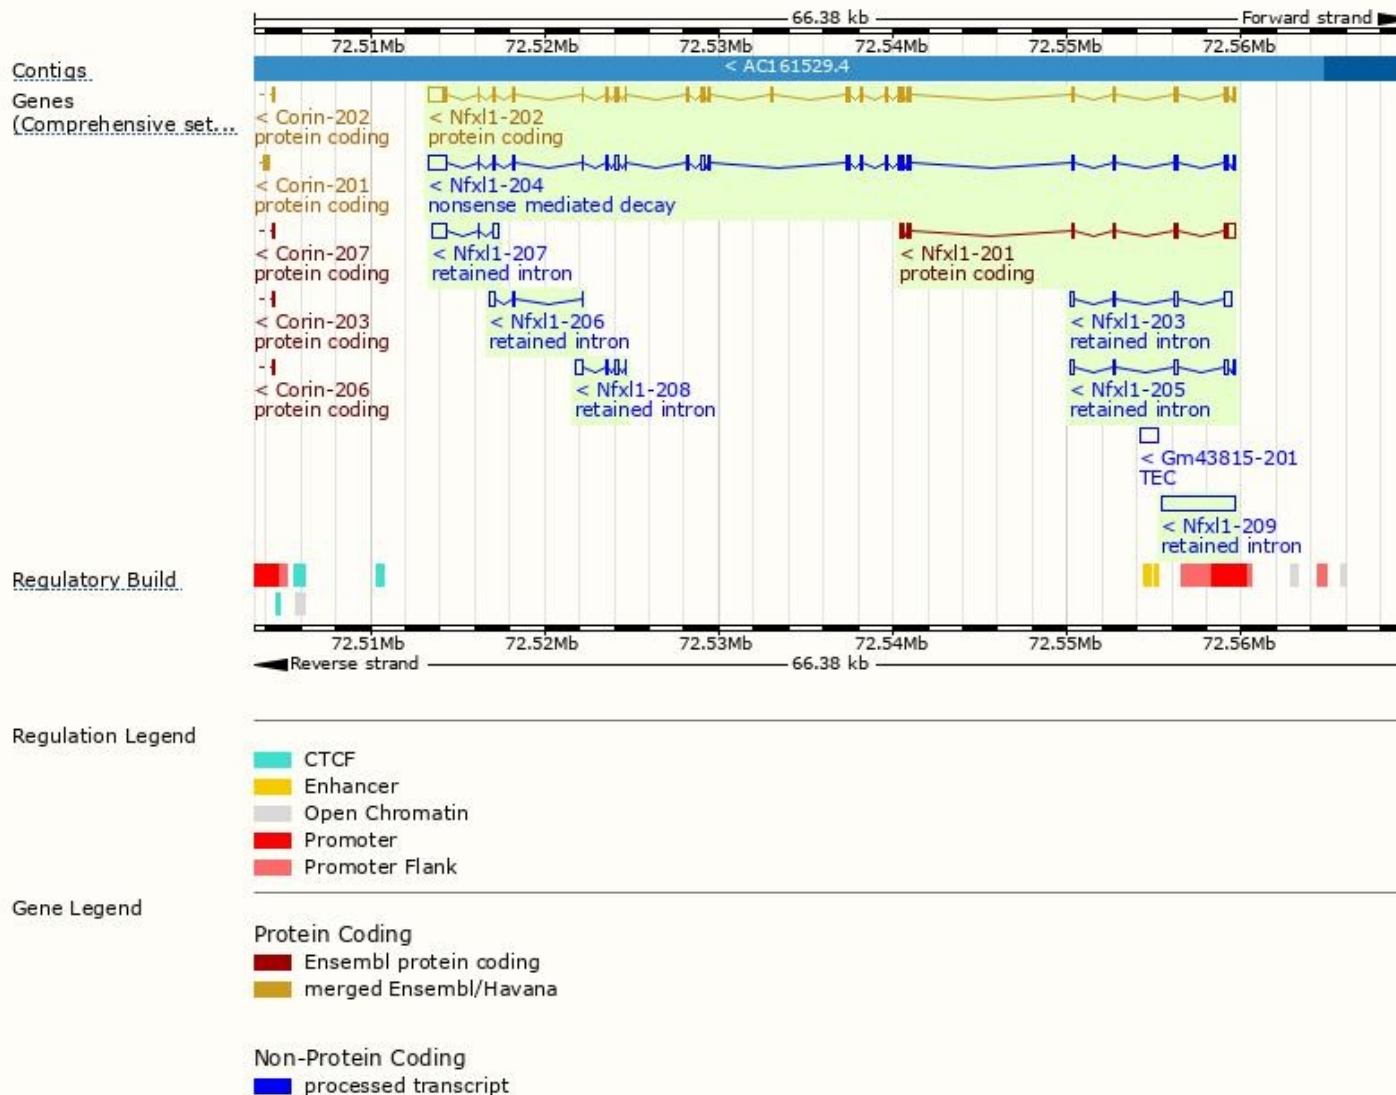 66.38 kb Forward strand
72.51Mb 72.52Mb 72.53Mb 72.54Mb 72.55Mb 72.56Mb
Contigs < AC161529.4
Genes
(Comprehensive set...
< Corin-202 < Nfxl1-202
protein coding protein coding
< Corin-201 < Nfxl1-204
protein coding nonsense mediated decay
< Corin-207 < Nfxl1-207 < Nfxl1-201
protein coding retained intron protein coding
< Corin-203 < Nfxl1-206 < Nfxl1-203
protein coding retained intron retained intron
< Corin-206 < Nfxl1-208 < Nfxl1-205
protein coding retained intron retained intron
< Gm43815-201
TEC
< Nfxl1-209
retained intron
Regulatory Build
72.51Mb 72.52Mb 72.53Mb 72.54Mb 72.55Mb 72.56Mb
Reverse strand 66.38 kb
Regulation Legend
CTCF
Enhancer
Open Chromatin
Promoter
Promoter Flank
Gene Legend
Protein Coding
Ensembl protein coding
merged Ensembl/Havana
Non-Protein Coding
processed transcript